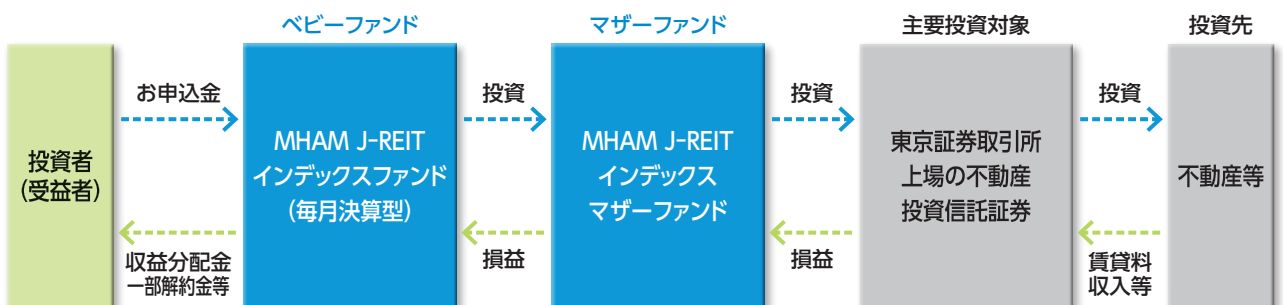 ベビーファンド
マザーファンド
主要投資対象
投資先
投資者
(受益者)
お申込金
収益分配金
一部解約金等
MHAM J-REIT
インデックスファンド
(毎月決算型)
投資
損益
MHAM J-REIT
インデックス
マザーファンド
投資
損益
東京証券取引所
上場の不動産
投資信託証券
投資
賃貸料
収入等
不動産等